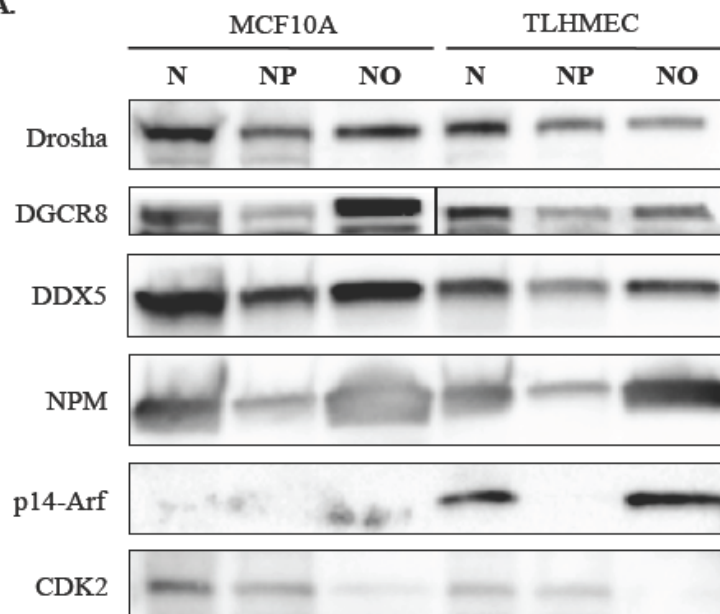 A.
MCF10A TLHMEC
N NP NO N NP NO
Drosha
DGCR8
DDX5
NPM
p14-Arf
CDK2